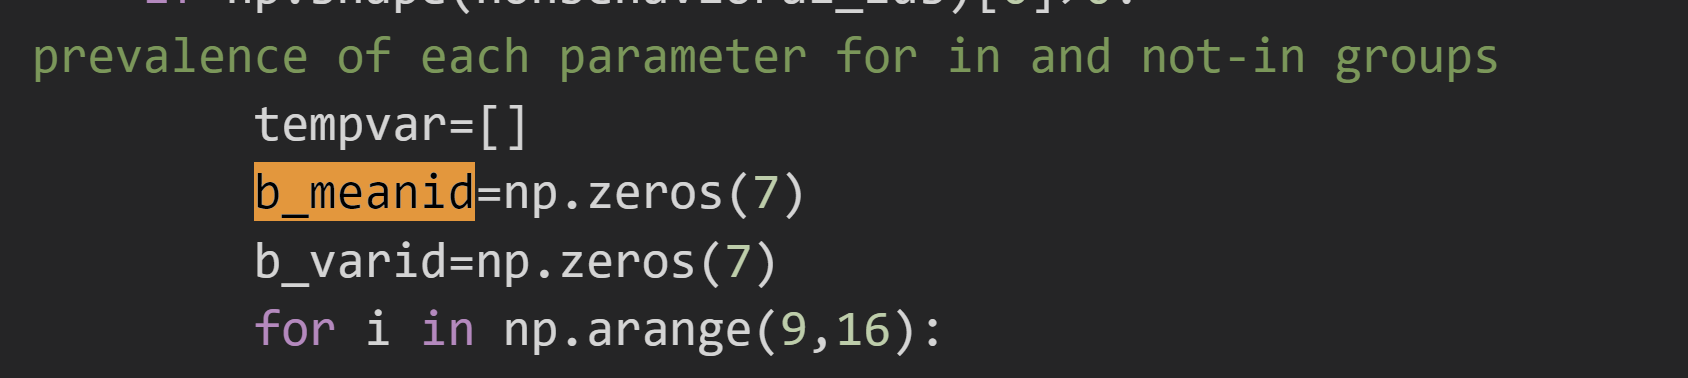 prevalence of each parameter for in and not-in groups
tempvar=[]
b_meanid=np.zeros(7)
b_varid=np.zeros(7)
for i in np.arange(9,16):